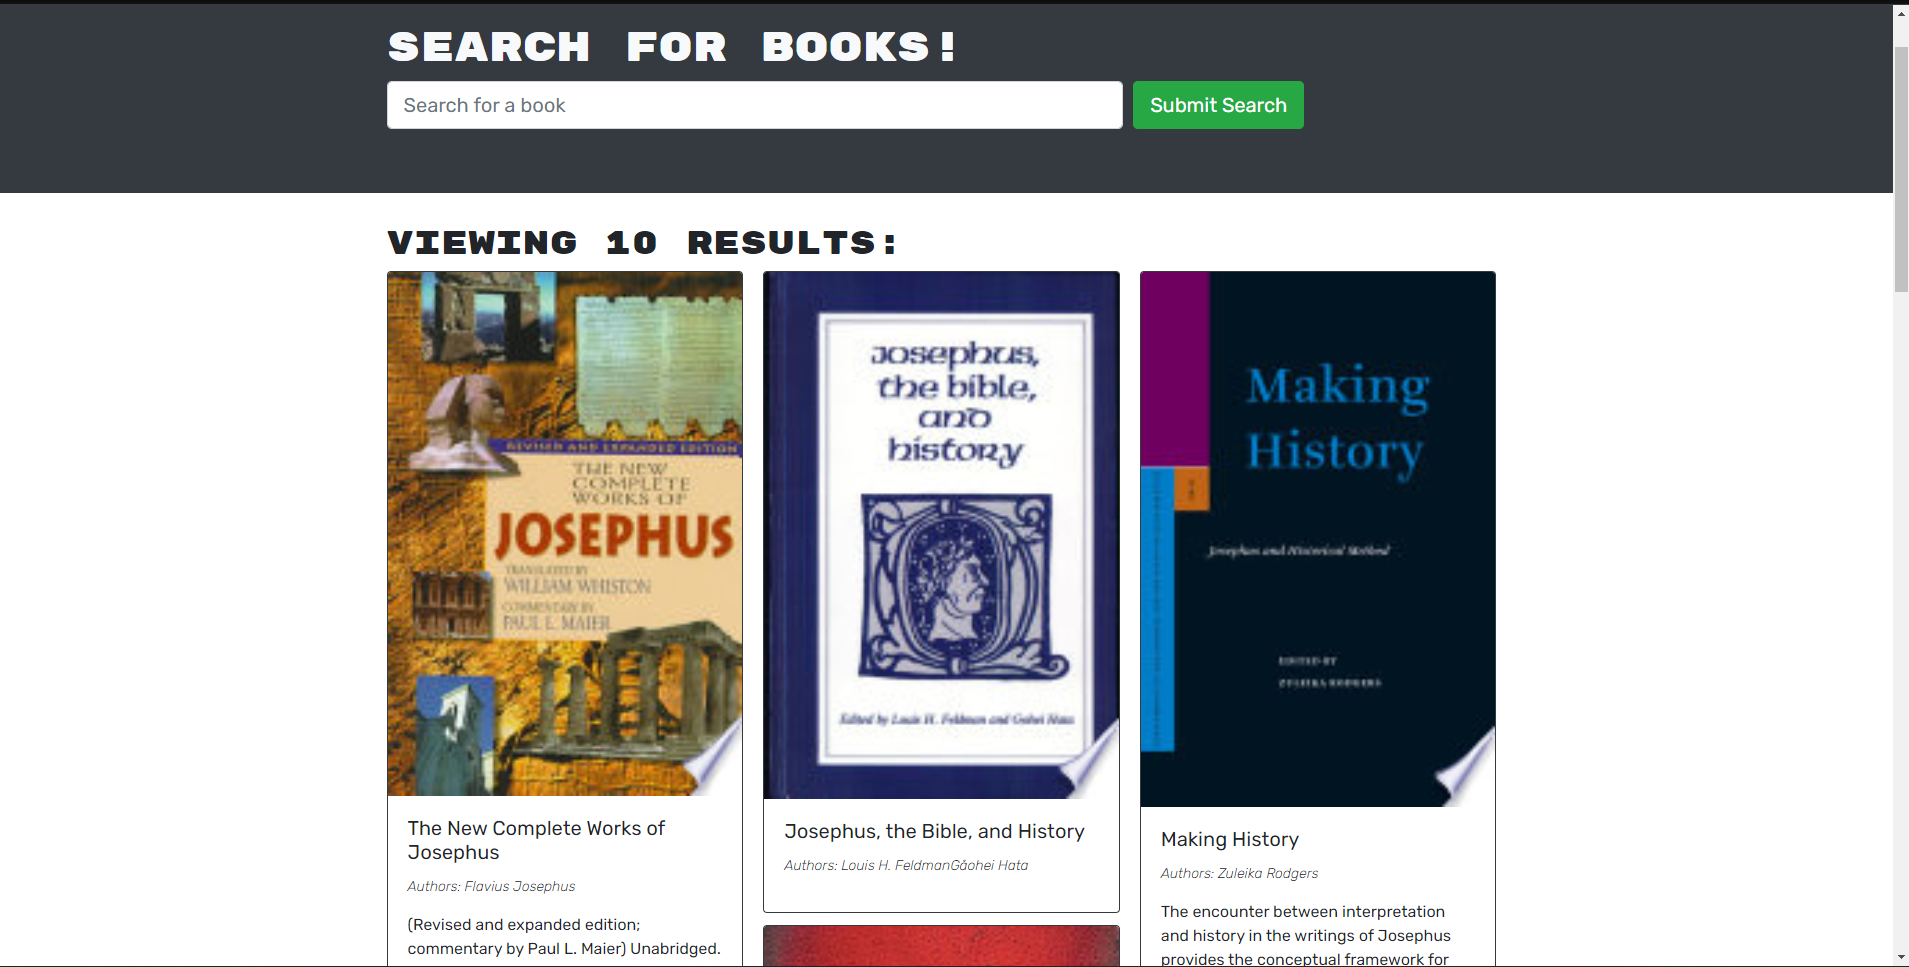 SEARCH FOR BOOKS!
Search for a book
Submit Search
VIEWING 10 RESULTS:
REVISED AND EXPANDED EDITION
THE NEW
COMPLETE
WORKS OF
JOSEPHUS
TRANSLATED BY
WILLIAM WHISTON
COMMENTARY BY
PAUL L. MAIER
The New Complete Works of
Josephus
Authors: Flavius Josephus
(Revised and expanded edition;
commentary by Paul L. Maier) Unabridged.
josephus,
the bible,
and
history
Edited by Louis H. Feldman and Gohei Hata
Josephus, the Bible, and History
Authors: Louis H. FeldmanGåohei Hata
Making
History
Josephus and Historical Method
EDITED BY
ZULEIKA RODGERS
Making History
Authors: Zuleika Rodgers
The encounter between interpretation
and history in the writings of Josephus
provides the conceptual framework for